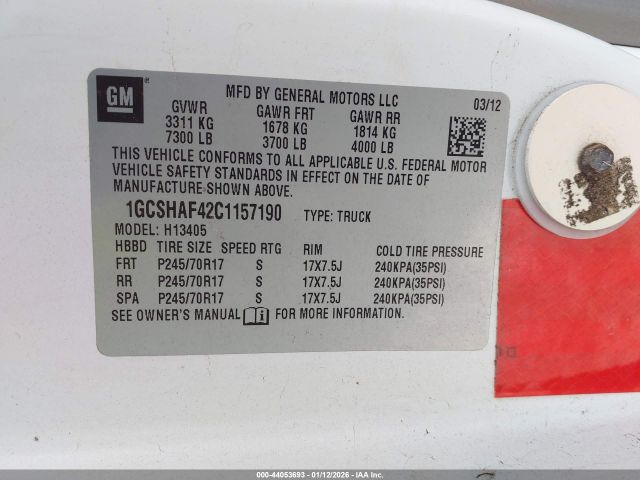 GM
MFD BY GENERAL MOTORS LLC 03/12
GVWR GAWR FRT GAWR RR
3311 KG 1678 KG 1814 KG
7300 LB 3700 LB 4000 LB
THIS VEHICLE CONFORMS TO ALL APPLICABLE U.S. FEDERAL MOTOR
VEHICLE SAFETY STANDARDS IN EFFECT ON THE DATE OF
MANUFACTURE SHOWN ABOVE.
1GCSHAF42C1157190 TYPE: TRUCK
MODEL: H13405
HBBD TIRE SIZE SPEED RTG RIM COLD TIRE PRESSURE
FRT P245/70R17 S 17X7.5J 240KPA(35PSI)
RR P245/70R17 S 17X7.5J 240KPA(35PSI)
SPA P245/70R17 S 17X7.5J 240KPA(35PSI)
SEE OWNER'S MANUAL FOR MORE INFORMATION.
000-44053693 - 01/12/2026 - IAAC